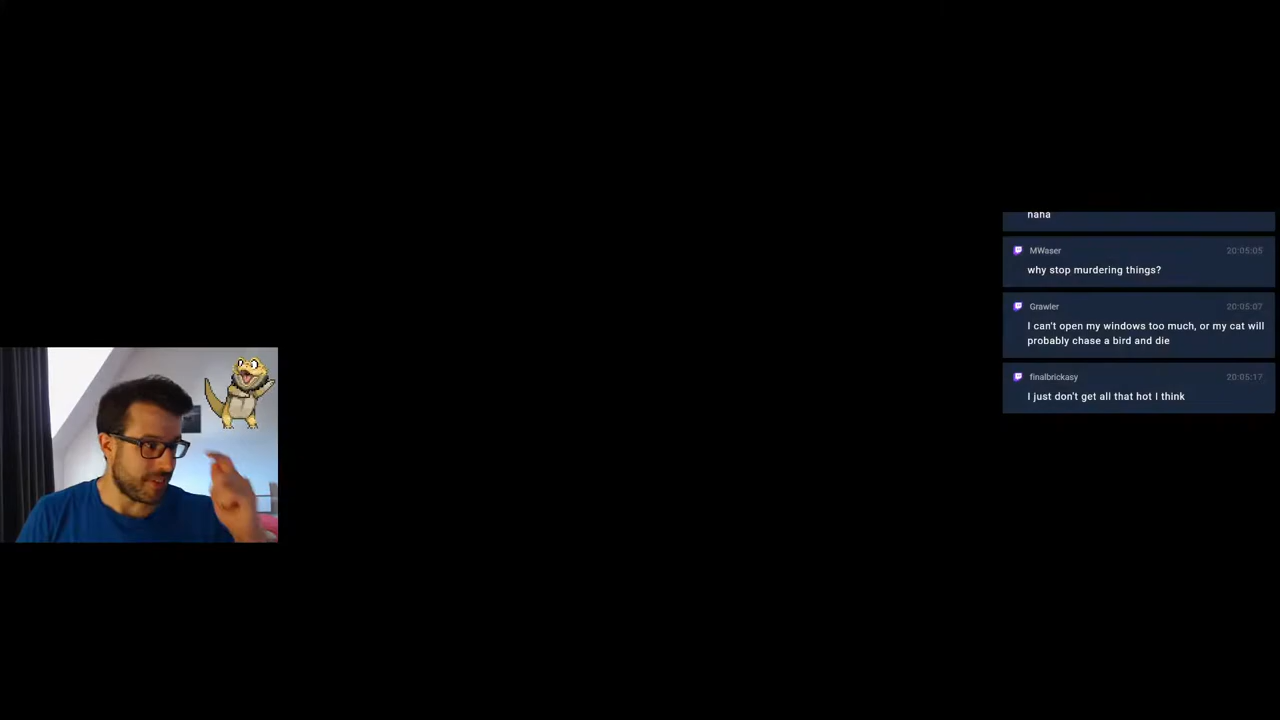 nana
MWaser 20:05:05
why stop murdering things?
Grawler 20:05:07
I can't open my windows too much, or my cat will
probably chase a bird and die
finalbrickasy 20:05:17
I just don't get all that hot I think